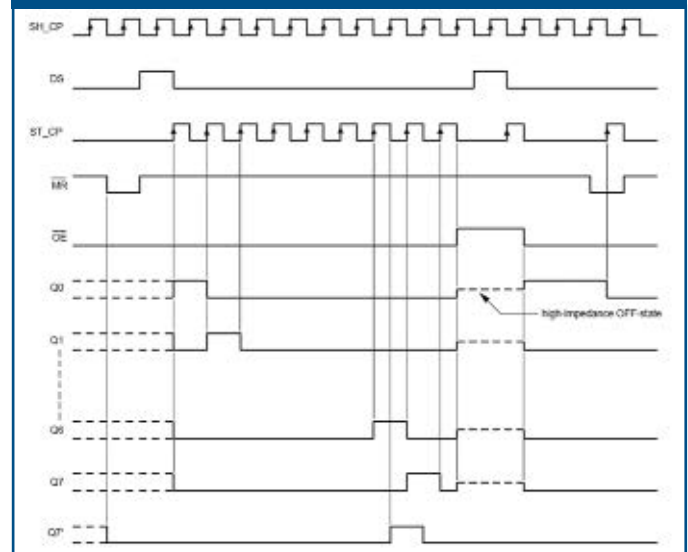 SH_CP
DS
ST_CP
MR
OE
Q0
high-impedance OFF-state
Q1
Q6
Q7
Q7'